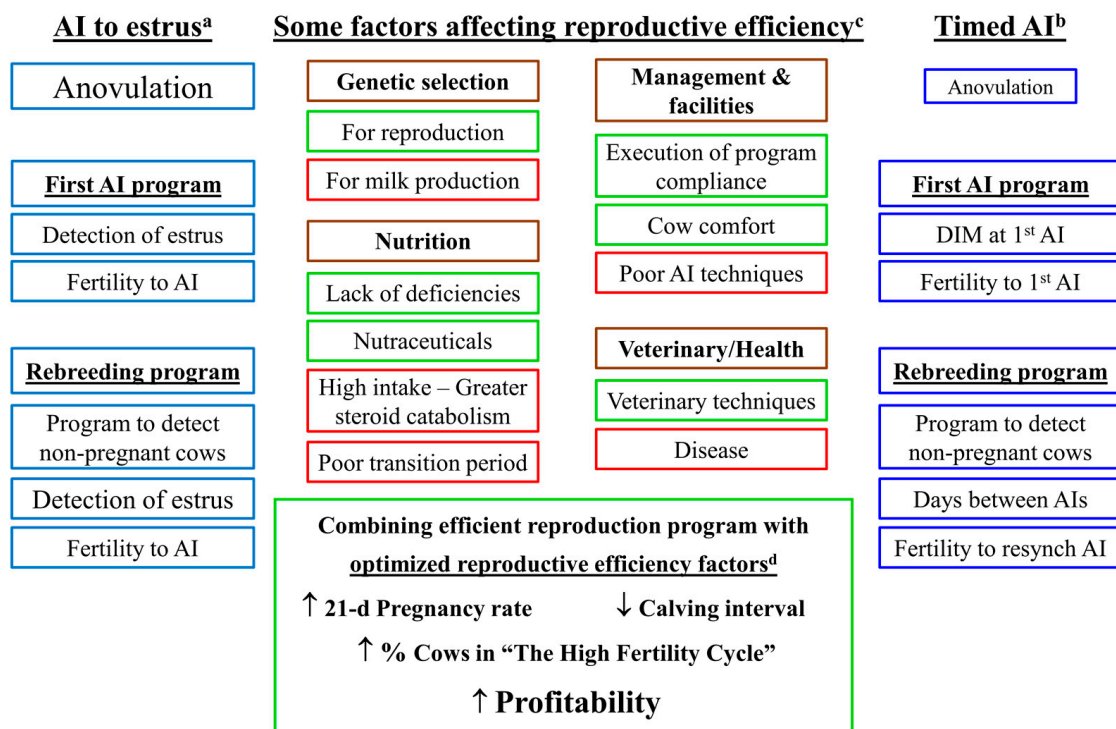 AI to estrusᵃ
Anovulation
First AI program
Detection of estrus
Fertility to AI
Rebreeding program
Program to detect
non-pregnant cows
Detection of estrus
Fertility to AI
Some factors affecting reproductive efficiencyᶜ
Genetic selection
For reproduction
For milk production
Nutrition
Lack of deficiencies
Nutraceuticals
High intake – Greater
steroid catabolism
Poor transition period
Management &
facilities
Execution of program
compliance
Cow comfort
Poor AI techniques
Veterinary/Health
Veterinary techniques
Disease
Combining efficient reproduction program with
optimized reproductive efficiency factorsᵈ
↑ 21-d Pregnancy rate
↓ Calving interval
↑ % Cows in “The High Fertility Cycle”
↑ Profitability
Timed AIᵇ
Anovulation
First AI program
DIM at 1ˢᵗ AI
Fertility to 1ˢᵗ AI
Rebreeding program
Program to detect
non-pregnant cows
Days between AIs
Fertility to resynch AI